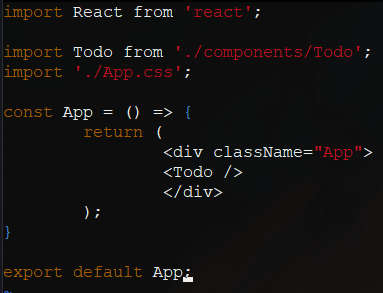 import React from 'react';
import Todo from './components/Todo';
import './App.css';
const App = () => {
return (
<div className="App">
<Todo />
</div>
);
}
export default App;
~